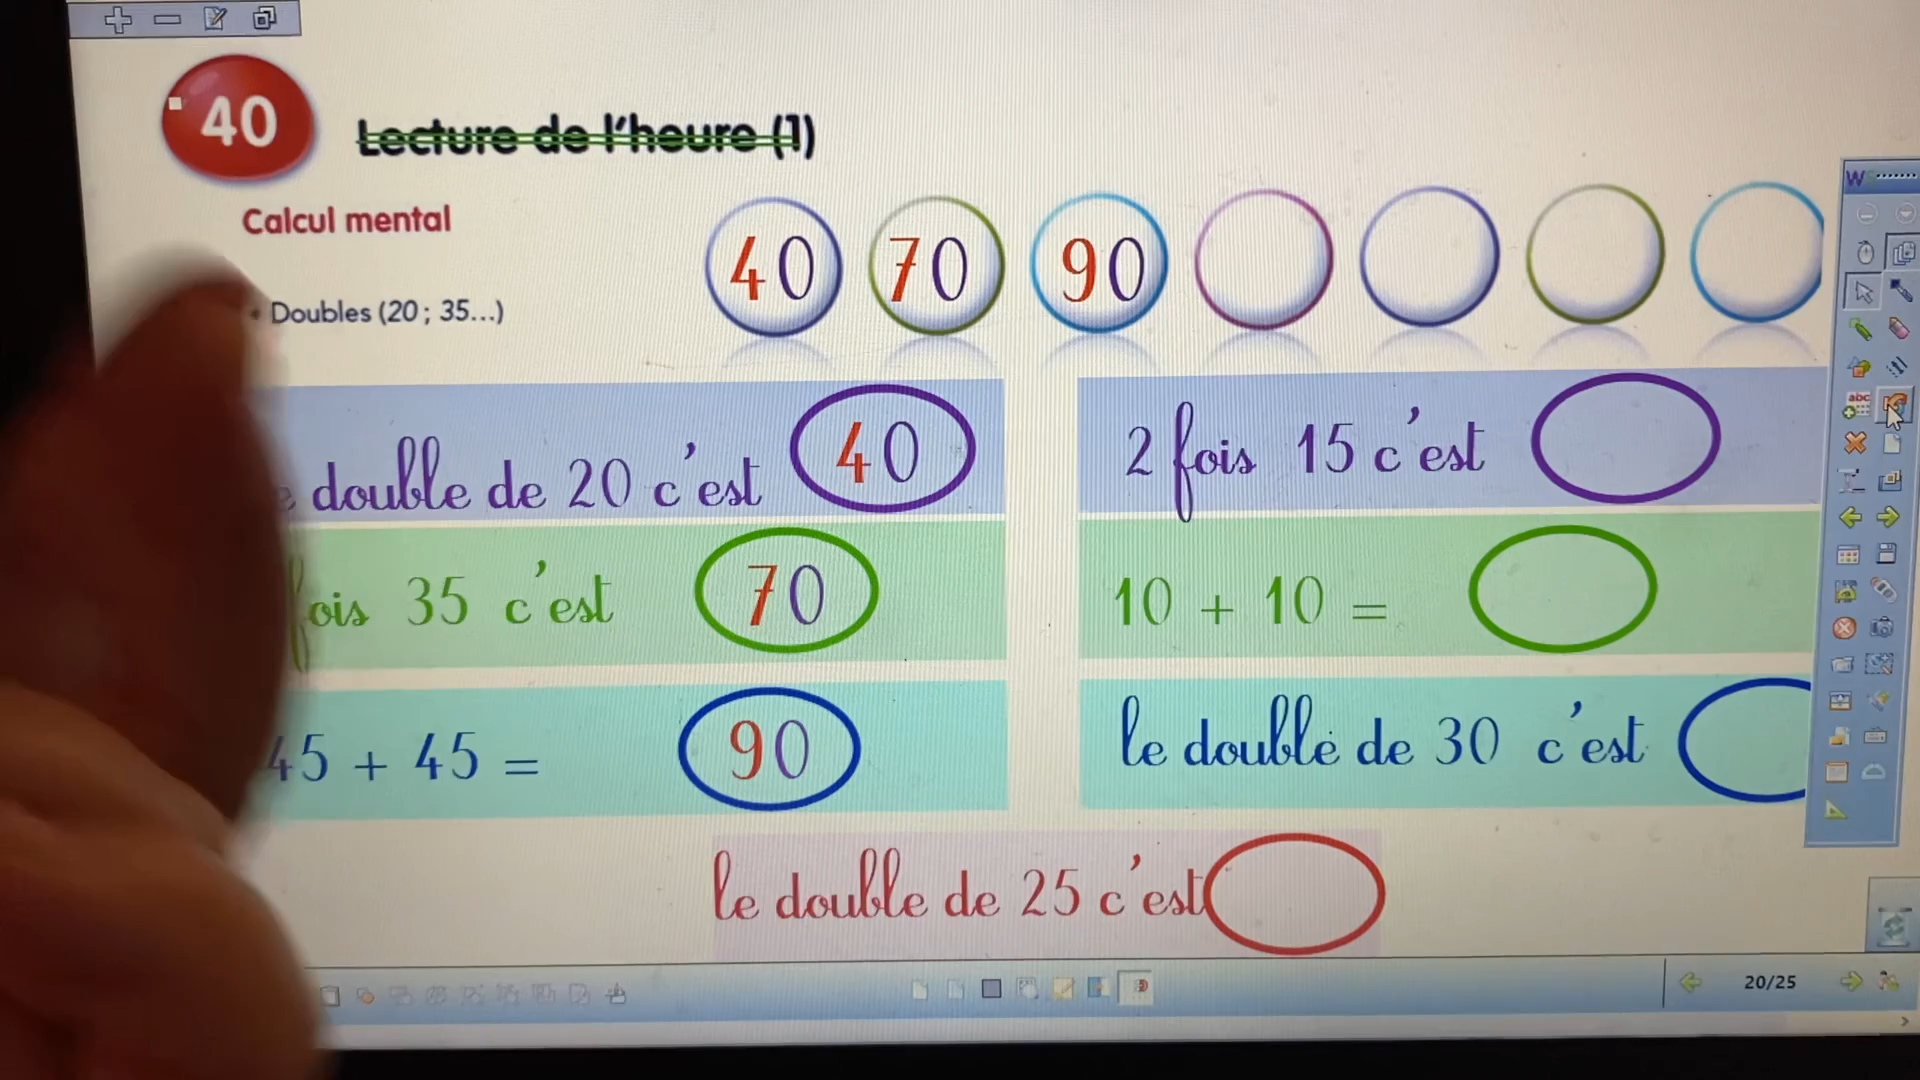 40
Lecture de l'heure (1)
Calcul mental
• Doubles (20 ; 35...)
40 70 90
double de 20 c'est 40
fois 35 c'est 70
45 + 45 = 90
2 fois 15 c'est
10 + 10 =
le double de 30 c'est
le double de 25 c'est
abc
20/25